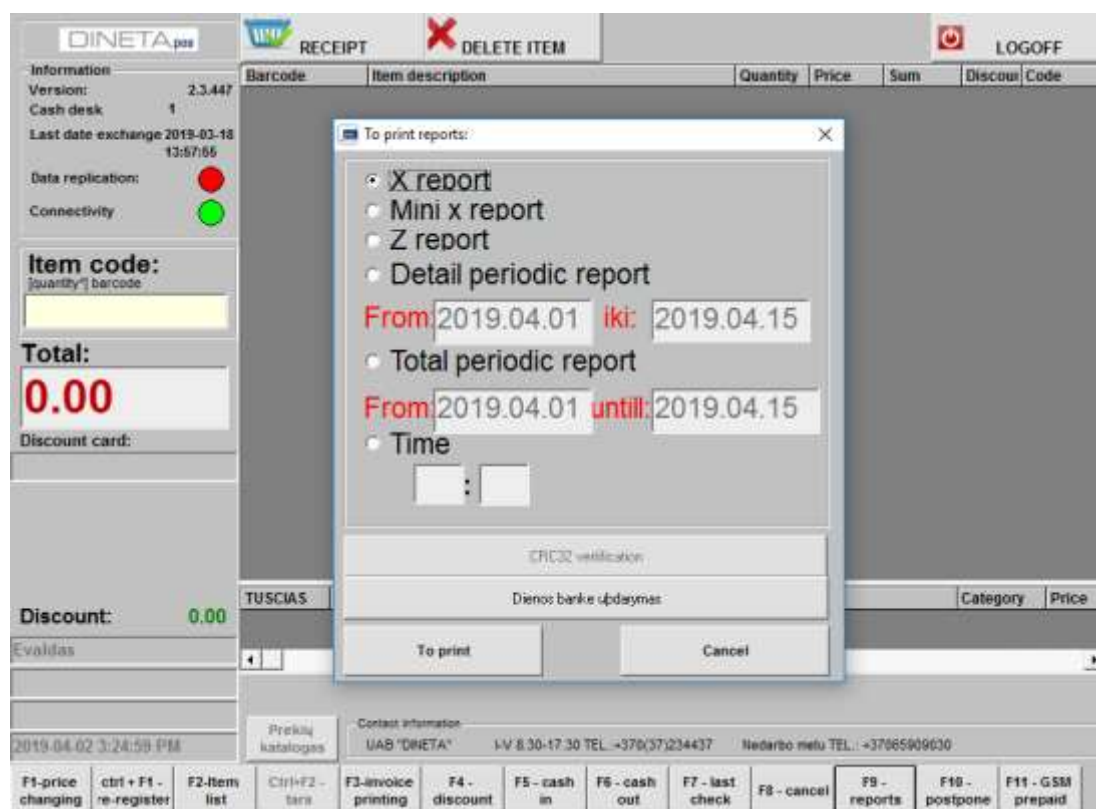 DINETA pos
RECEIPT
DELETE ITEM
LOGOFF
Information
Version: 2.3.447
Cash desk 1
Last date exchange 2019-03-18
13:57:55
Data replication:
Connectivity
Item code:
[quantity*] barcode
Total:
0.00
Discount card:
Discount: 0.00
Evaldas
2019-04-02 3:24:59 PM
Barcode Item description Quantity Price Sum Discour Code
To print reports:
X report
Mini x report
Z report
Detail periodic report
From: 2019.04.01 iki: 2019.04.15
Total periodic report
From: 2019.04.01 untill: 2019.04.15
Time
:
CRC32 verification
Dienos banke uždarymas
To print Cancel
TUSCIAS Category Price
Prekių
katalogas
Contact information
UAB "DINETA" I-V 8.30-17.30 TEL. +370(37)234437 Nedarbo metu TEL.: +37065909030
F1-price
changing
ctrl + F1 -
re-register
F2-Item
list
Ctrl+F2 -
tara
F3-invoice
printing
F4 -
discount
F5 - cash
in
F6 - cash
out
F7 - last
check
F8 - cancel
F9 -
reports
F10 -
postpone
F11 - GSM
prepaid